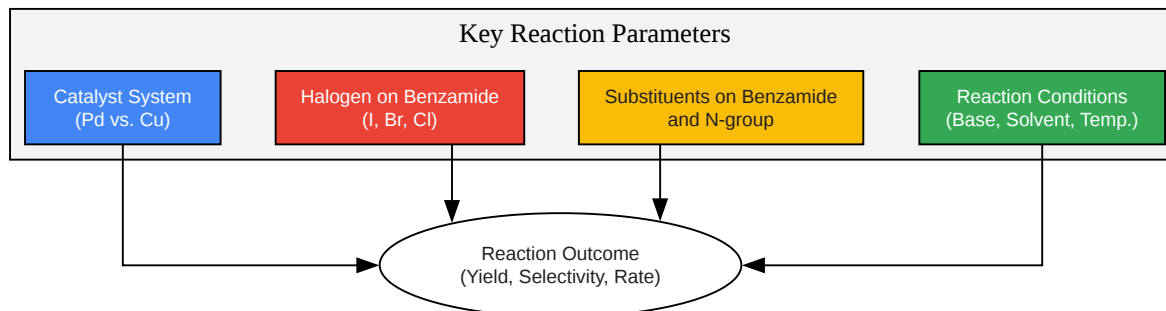 Key Reaction Parameters
Catalyst System
(Pd vs. Cu)
Halogen on Benzamide
(I, Br, Cl)
Substituents on Benzamide
and N-group
Reaction Conditions
(Base, Solvent, Temp.)
Reaction Outcome
(Yield, Selectivity, Rate)